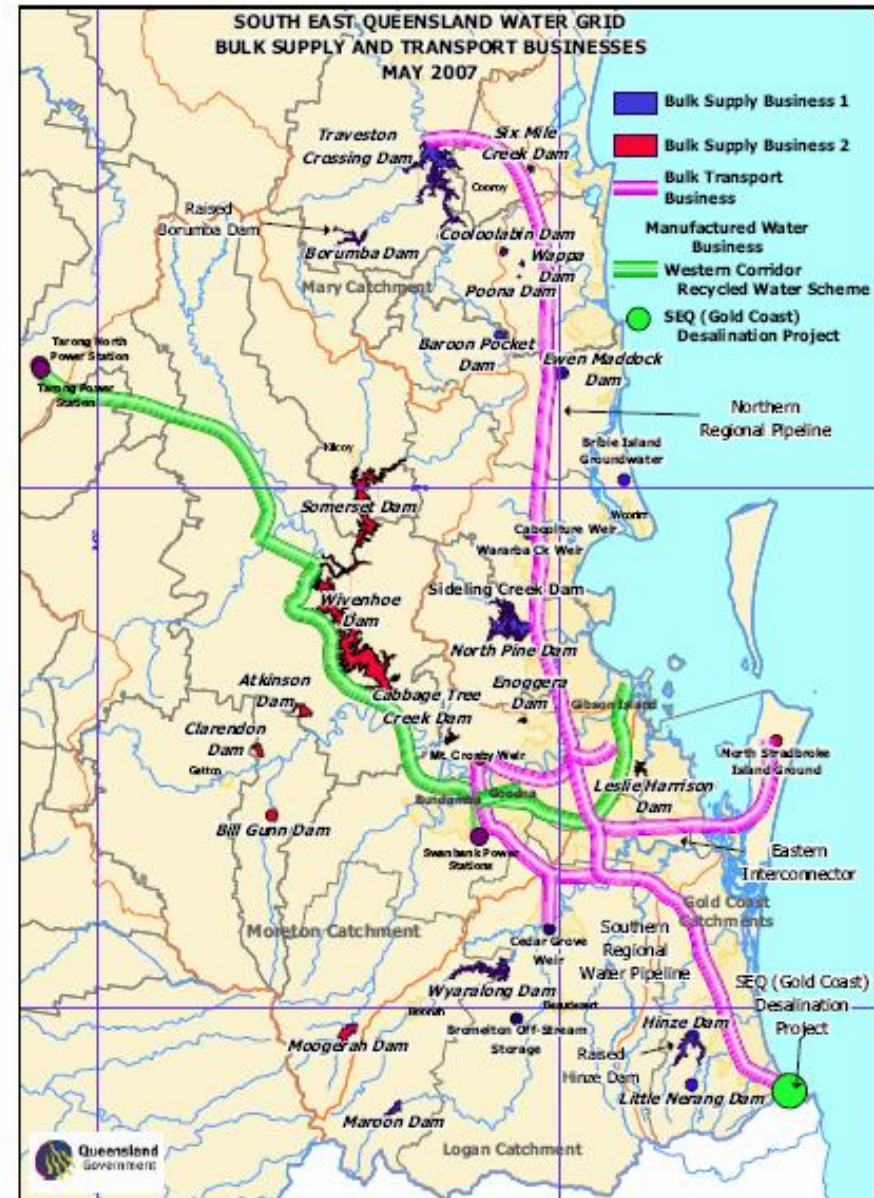 SOUTH EAST QUEENSLAND WATER GRID
BULK SUPPLY AND TRANSPORT BUSINESSES
MAY 2007
Bulk Supply Business 1
Bulk Supply Business 2
Bulk Transport
Business
Manufactured Water
Business
Western Corridor
Recycled Water Scheme
SEQ (Gold Coast)
Desalination Project
Traveston
Crossing Dam
Six Mile
Creek Dam
Cooroy
Raised
Borumba Dam
Borumba Dam
Cooloolabin Dam
Wappa
Dam
Poona Dam
Mary Catchment
Baroon Pocket
Dam
Ewen Maddock
Dam
Tarong North
Power Station
Tarong Power
Station
Northern
Regional Pipeline
Kilcoy
Bribie Island
Groundwater
Woorim
Somerset Dam
Caboolture Weir
Wararba Ck Weir
Sideling Creek Dam
Wivenhoe
Dam
North Pine Dam
Atkinson
Dam
Cabbage Tree
Creek Dam
Enoggera
Dam
Gibson Island
Clarendon
Dam
Gatton
Mt. Crosby Weir
North Stradbroke
Island Ground
Leslie Harrison
Dam
Bundamba
Goodna
Bill Gunn Dam
Swanbank Power
Stations
Eastern
Interconnector
Gold Coast
Catchments
Moreton Catchment
Cedar Grove
Weir
Southern
Regional
Water Pipeline
SEQ (Gold Coast)
Desalination
Project
Wyaralong Dam
Boonah
Beaudesert
Bromelton Off-Stream
Storage
Moogerah Dam
Hinze Dam
Raised
Hinze Dam
Little Nerang Dam
Maroon Dam
Logan Catchment
Queensland
Government